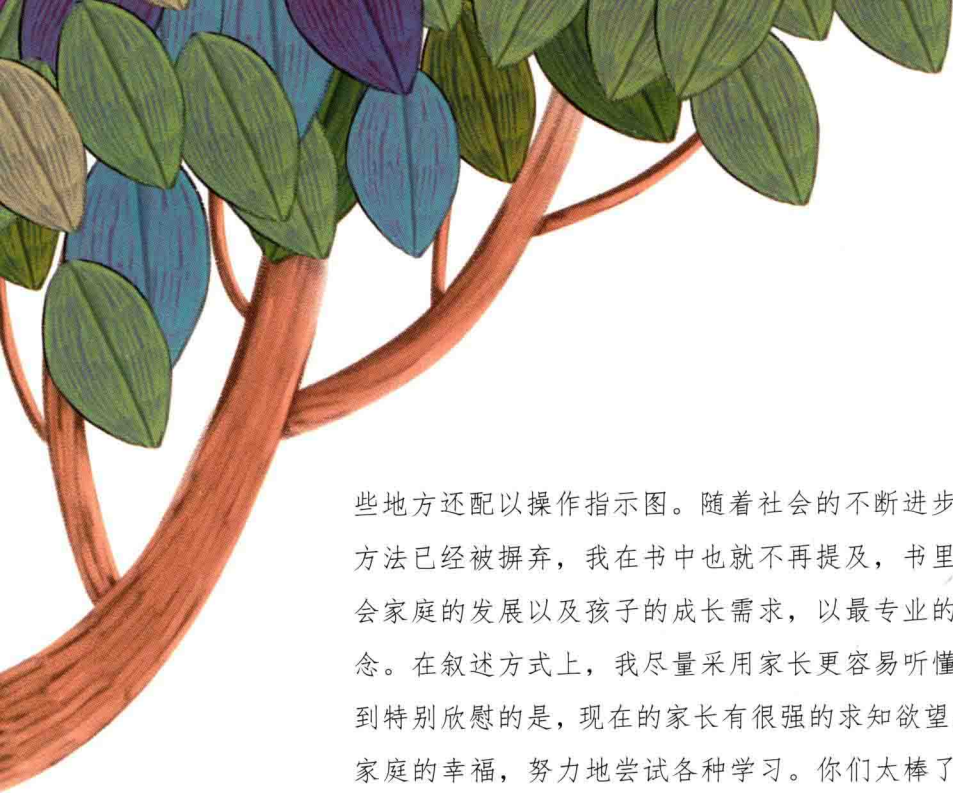 些地方还配以操作指示图。随着社会的不断进步
方法已经被摒弃，我在书中也就不再提及，书里
会家庭的发展以及孩子的成长需求，以最专业的
念。在叙述方式上，我尽量采用家长更容易听懂
到特别欣慰的是，现在的家长有很强的求知欲望
家庭的幸福，努力地尝试各种学习。你们太棒了